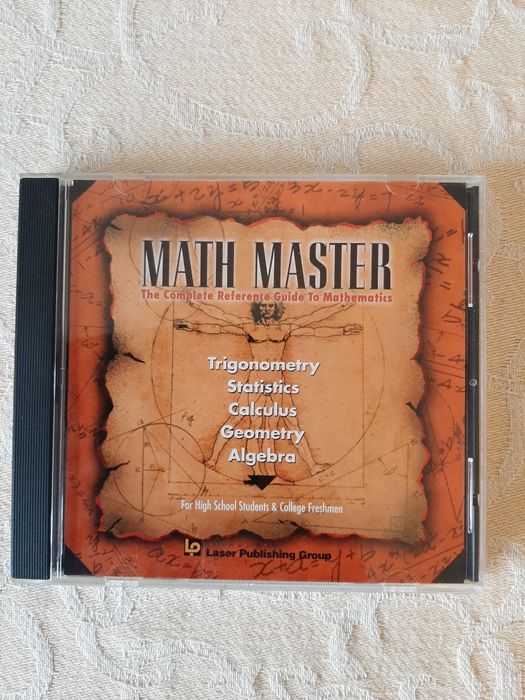 MATH MASTER
The Complete Reference Guide To Mathematics
Trigonometry
Statistics
Calculus
Geometry
Algebra
For High School Students & College Freshmen
Laser Publishing Group